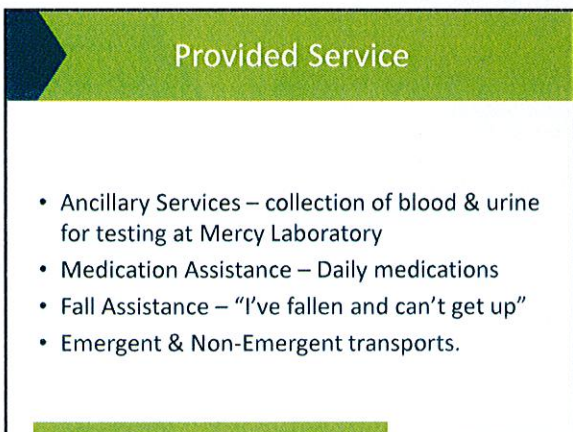 Provided Service
• Ancillary Services – collection of blood & urine
for testing at Mercy Laboratory
• Medication Assistance – Daily medications
• Fall Assistance – “I’ve fallen and can’t get up”
• Emergent & Non-Emergent transports.